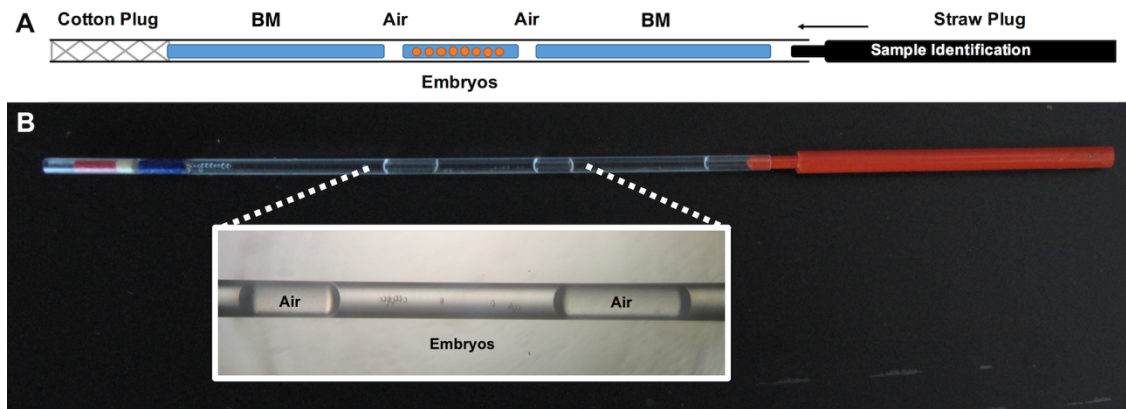 A
Cotton Plug BM Air Air BM Straw Plug
Sample Identification
Embryos
B
Air Air
Embryos